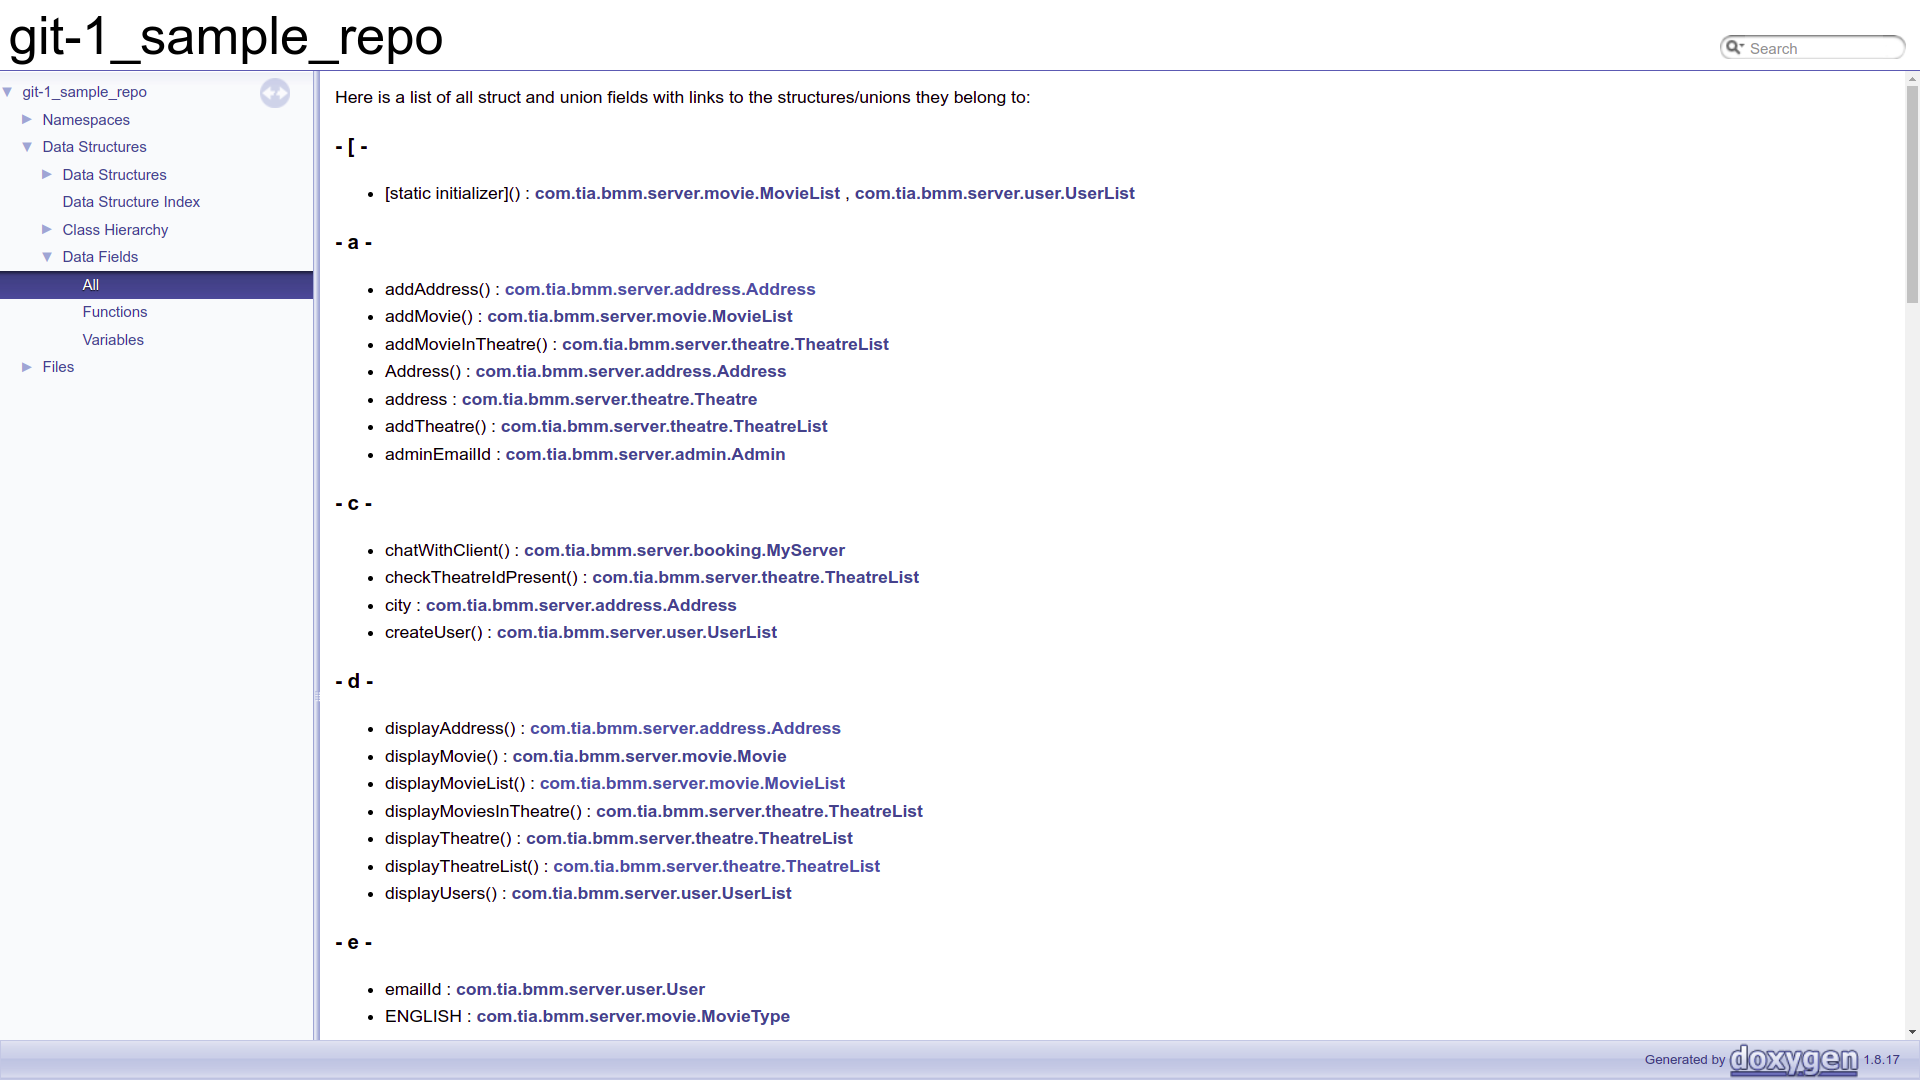 git-1_sample_repo
Search
git-1_sample_repo
Namespaces
Data Structures
Data Structures
Data Structure Index
Class Hierarchy
Data Fields
All
Functions
Variables
Files
Here is a list of all struct and union fields with links to the structures/unions they belong to:
- [ -
• [static initializer]() : com.tia.bmm.server.movie.MovieList , com.tia.bmm.server.user.UserList
- a -
• addAddress() : com.tia.bmm.server.address.Address
• addMovie() : com.tia.bmm.server.movie.MovieList
• addMovieInTheatre() : com.tia.bmm.server.theatre.TheatreList
• Address() : com.tia.bmm.server.address.Address
• address : com.tia.bmm.server.theatre.Theatre
• addTheatre() : com.tia.bmm.server.theatre.TheatreList
• adminEmailId : com.tia.bmm.server.admin.Admin
- c -
• chatWithClient() : com.tia.bmm.server.booking.MyServer
• checkTheatreIdPresent() : com.tia.bmm.server.theatre.TheatreList
• city : com.tia.bmm.server.address.Address
• createUser() : com.tia.bmm.server.user.UserList
- d -
• displayAddress() : com.tia.bmm.server.address.Address
• displayMovie() : com.tia.bmm.server.movie.Movie
• displayMovieList() : com.tia.bmm.server.movie.MovieList
• displayMoviesInTheatre() : com.tia.bmm.server.theatre.TheatreList
• displayTheatre() : com.tia.bmm.server.theatre.TheatreList
• displayTheatreList() : com.tia.bmm.server.theatre.TheatreList
• displayUsers() : com.tia.bmm.server.user.UserList
- e -
• emailId : com.tia.bmm.server.user.User
• ENGLISH : com.tia.bmm.server.movie.MovieType
Generated by doxygen 1.8.17